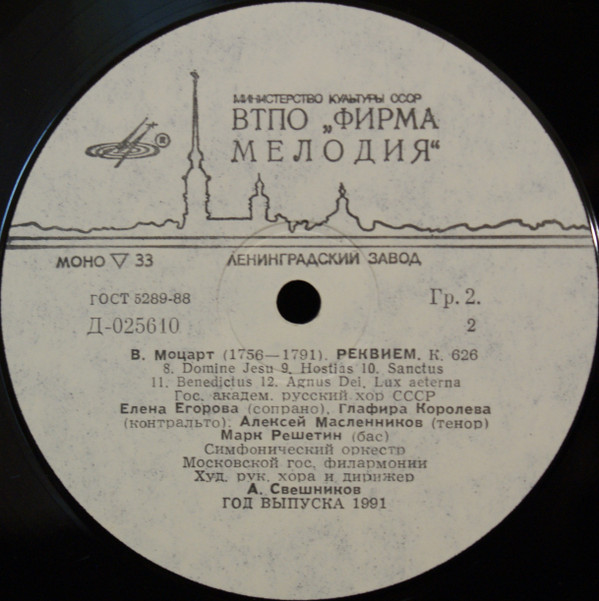 МИНИСТЕРСТВО КУЛЬТУРЫ СССР
ВТПО „ФИРМА
МЕЛОДИЯ“
®
МОНО ▽ 33 ЛЕНИНГРАДСКИЙ ЗАВОД
ГОСТ 5289-88 Гр. 2.
Д-025610 2
В. Моцарт (1756—1791). РЕКВИЕМ, К. 626
8. Domine Jesu 9. Hostias 10. Sanctus
11. Benedictus 12. Agnus Dei, Lux aeterna
Гос. академ. русский хор СССР
Елена Егорова (сопрано), Глафира Королева
(контральто); Алексей Масленников (тенор)
Марк Решетин (бас)
Симфонический оркестр
Московской гос. филармонии
Худ. рук. хора и дирижер
А. Свешников
ГОД ВЫПУСКА 1991